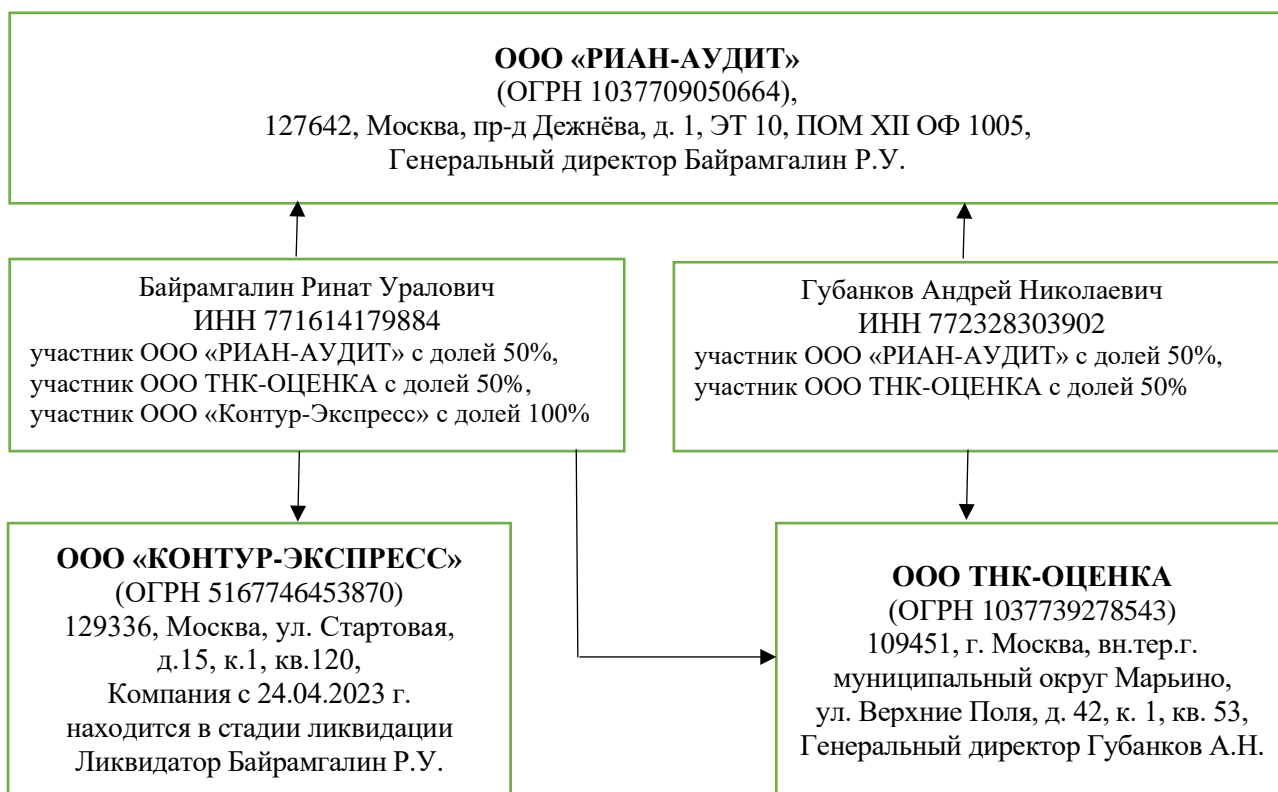 ООО «РИАН-АУДИТ»
(ОГРН 1037709050664),
127642, Москва, пр-д Дежнёва, д. 1, ЭТ 10, ПОМ XII ОФ 1005,
Генеральный директор Байрамгалин Р.У.
Байрамгалин Ринат Уралович
ИНН 771614179884
участник ООО «РИАН-АУДИТ» с долей 50%,
участник ООО ТНК-ОЦЕНКА с долей 50%,
участник ООО «Контур-Экспресс» с долей 100%
Губанков Андрей Николаевич
ИНН 772328303902
участник ООО «РИАН-АУДИТ» с долей 50%,
участник ООО ТНК-ОЦЕНКА с долей 50%
ООО «КОНТУР-ЭКСПРЕСС»
(ОГРН 5167746453870)
129336, Москва, ул. Стартовая,
д.15, к.1, кв.120,
Компания с 24.04.2023 г.
находится в стадии ликвидации
Ликвидатор Байрамгалин Р.У.
ООО ТНК-ОЦЕНКА
(ОГРН 1037739278543)
109451, г. Москва, вн.тер.г.
муниципальный округ Марьино,
ул. Верхние Поля, д. 42, к. 1, кв. 53,
Генеральный директор Губанков А.Н.